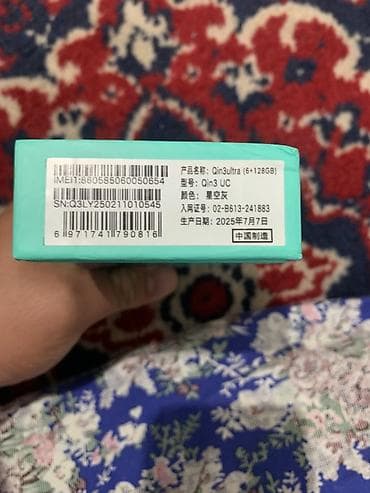 IMEI1:860585060050654
SN:Q3LY250211010545
6 971741 790816
产品名称: Qin3ultra (6+128GB)
型号: Qin3 UC
颜色: 星空灰
入网证号: 02-B613-241883
生产日期: 2025年7月7日
中国制造